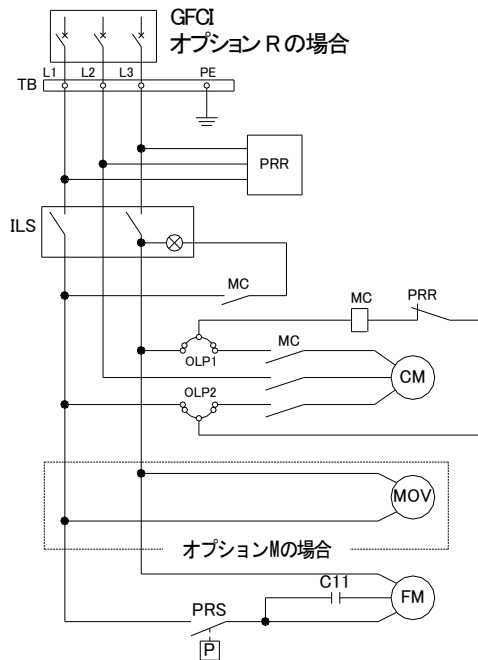 GFCI
オプション R の場合
L1 L2 L3 PE
TB
PRR
ILS
MC
MC PRR
OLP1 MC
CM
OLP2
MOV
オプションMの場合
C11
PRS FM
P